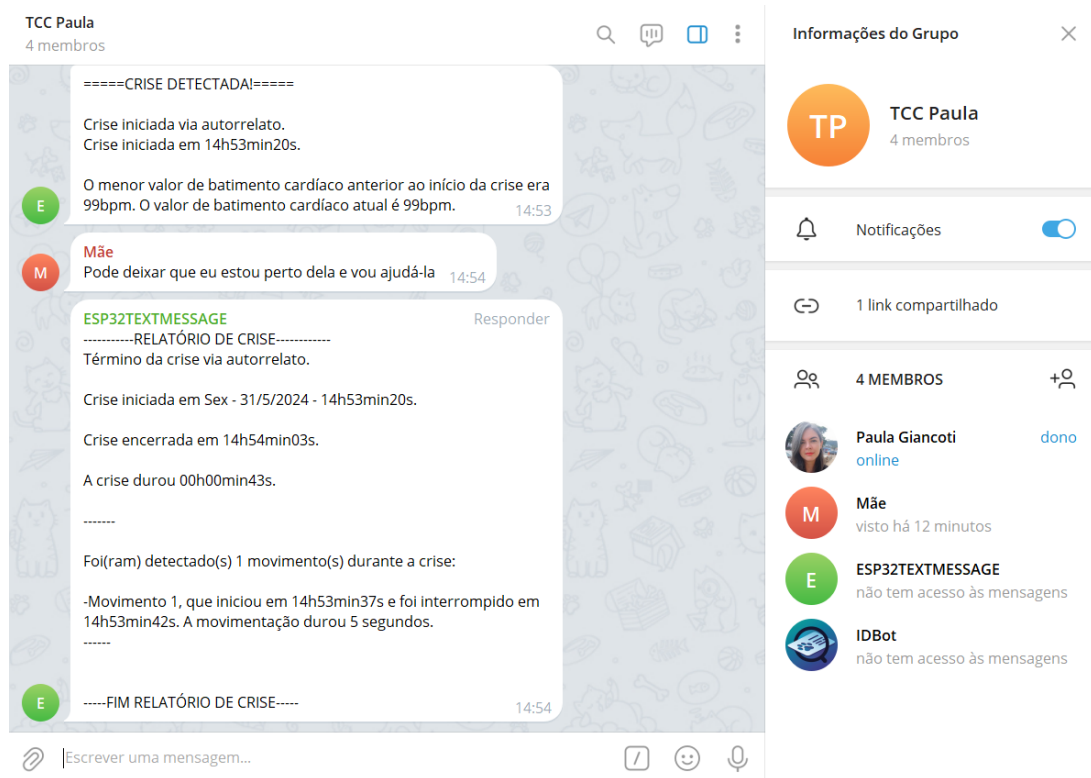 TCC Paula
4 membros
=====CRISE DETECTADA!=====
Crise iniciada via autorrelato.
Crise iniciada em 14h53min20s.
O menor valor de batimento cardíaco anterior ao início da crise era
99bpm. O valor de batimento cardíaco atual é 99bpm.
14:53
E
Mãe
Pode deixar que eu estou perto dela e vou ajudá-la
14:54
M
ESP32TEXTMESSAGE
Responder
-----------RELATÓRIO DE CRISE------------
Término da crise via autorrelato.
Crise iniciada em Sex - 31/5/2024 - 14h53min20s.
Crise encerrada em 14h54min03s.
A crise durou 00h00min43s.
-------
Foi(ram) detectado(s) 1 movimento(s) durante a crise:
-Movimento 1, que iniciou em 14h53min37s e foi interrompido em
14h53min42s. A movimentação durou 5 segundos.
------
-----FIM RELATÓRIO DE CRISE-----
14:54
E
Escrever uma mensagem...
Informações do Grupo
TP
TCC Paula
4 membros
Notificações
1 link compartilhado
4 MEMBROS
Paula Giancoti
dono
online
M
Mãe
visto há 12 minutos
E
ESP32TEXTMESSAGE
não tem acesso às mensagens
IDBot
não tem acesso às mensagens